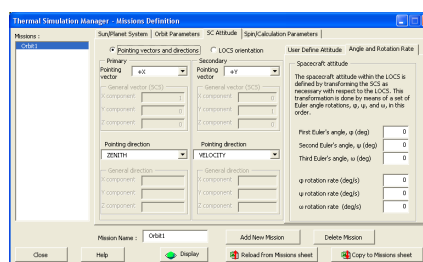 Thermal Simulation Manager - Missions Definition
Missions :
Orbit1
Sun/Planet System
Orbit Parameters
SC Attitude
Spin/Calculation Parameters
Pointing vectors and directions
LOCS orientation
Primary
Pointing vector
+X
General vector (SCS)
X component
1
Y component
0
Z component
0
Pointing direction
ZENITH
General direction
X component
Y component
Z component
Secondary
Pointing vector
+Y
General vector (SCS)
X component
0
Y component
1
Z component
0
Pointing direction
VELOCITY
General direction
X component
Y component
Z component
User Define Attitude
Angle and Rotation Rate
Spacecraft attitude
The spacecraft attitude within the LOCS is
defined by transforming the SCS as
necessary with respect to the LOCS. This
transformation is done by means of a set of
Euler angle rotations, φ, ψ, and ω, in this
order.
First Euler's angle, φ (deg)
0
Second Euler's angle, ψ (deg)
0
Third Euler's angle, ω (deg)
0
φ rotation rate (deg/s)
0
ψ rotation rate (deg/s)
0
ω rotation rate (deg/s)
0
Mission Name :
Orbit1
Add New Mission
Delete Mission
Close
Help
Display
Reload from Missions sheet
Copy to Missions sheet